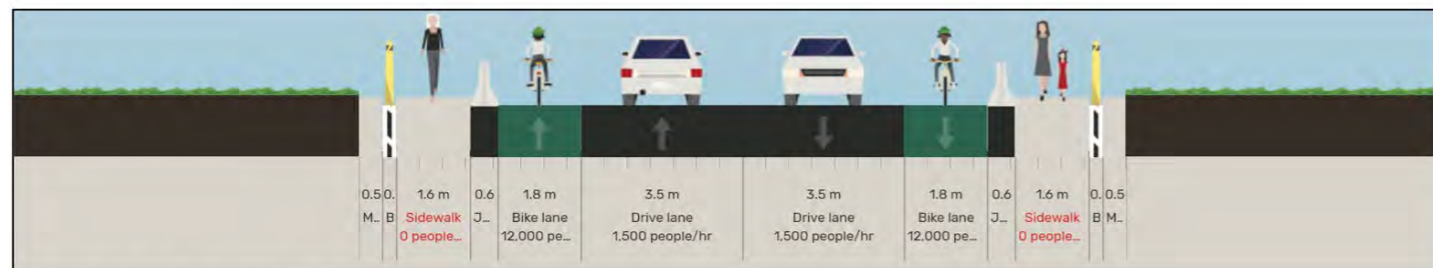 0.5 0. 1.6 m 0.6 1.8 m 3.5 m 3.5 m 1.8 m 0.6 1.6 m 0. 0.5
M... B Sidewalk J... Bike lane Drive lane Drive lane Bike lane J... Sidewalk B M...
0 people... 12,000 pe... 1,500 people/hr 1,500 people/hr 12,000 pe... 0 people...